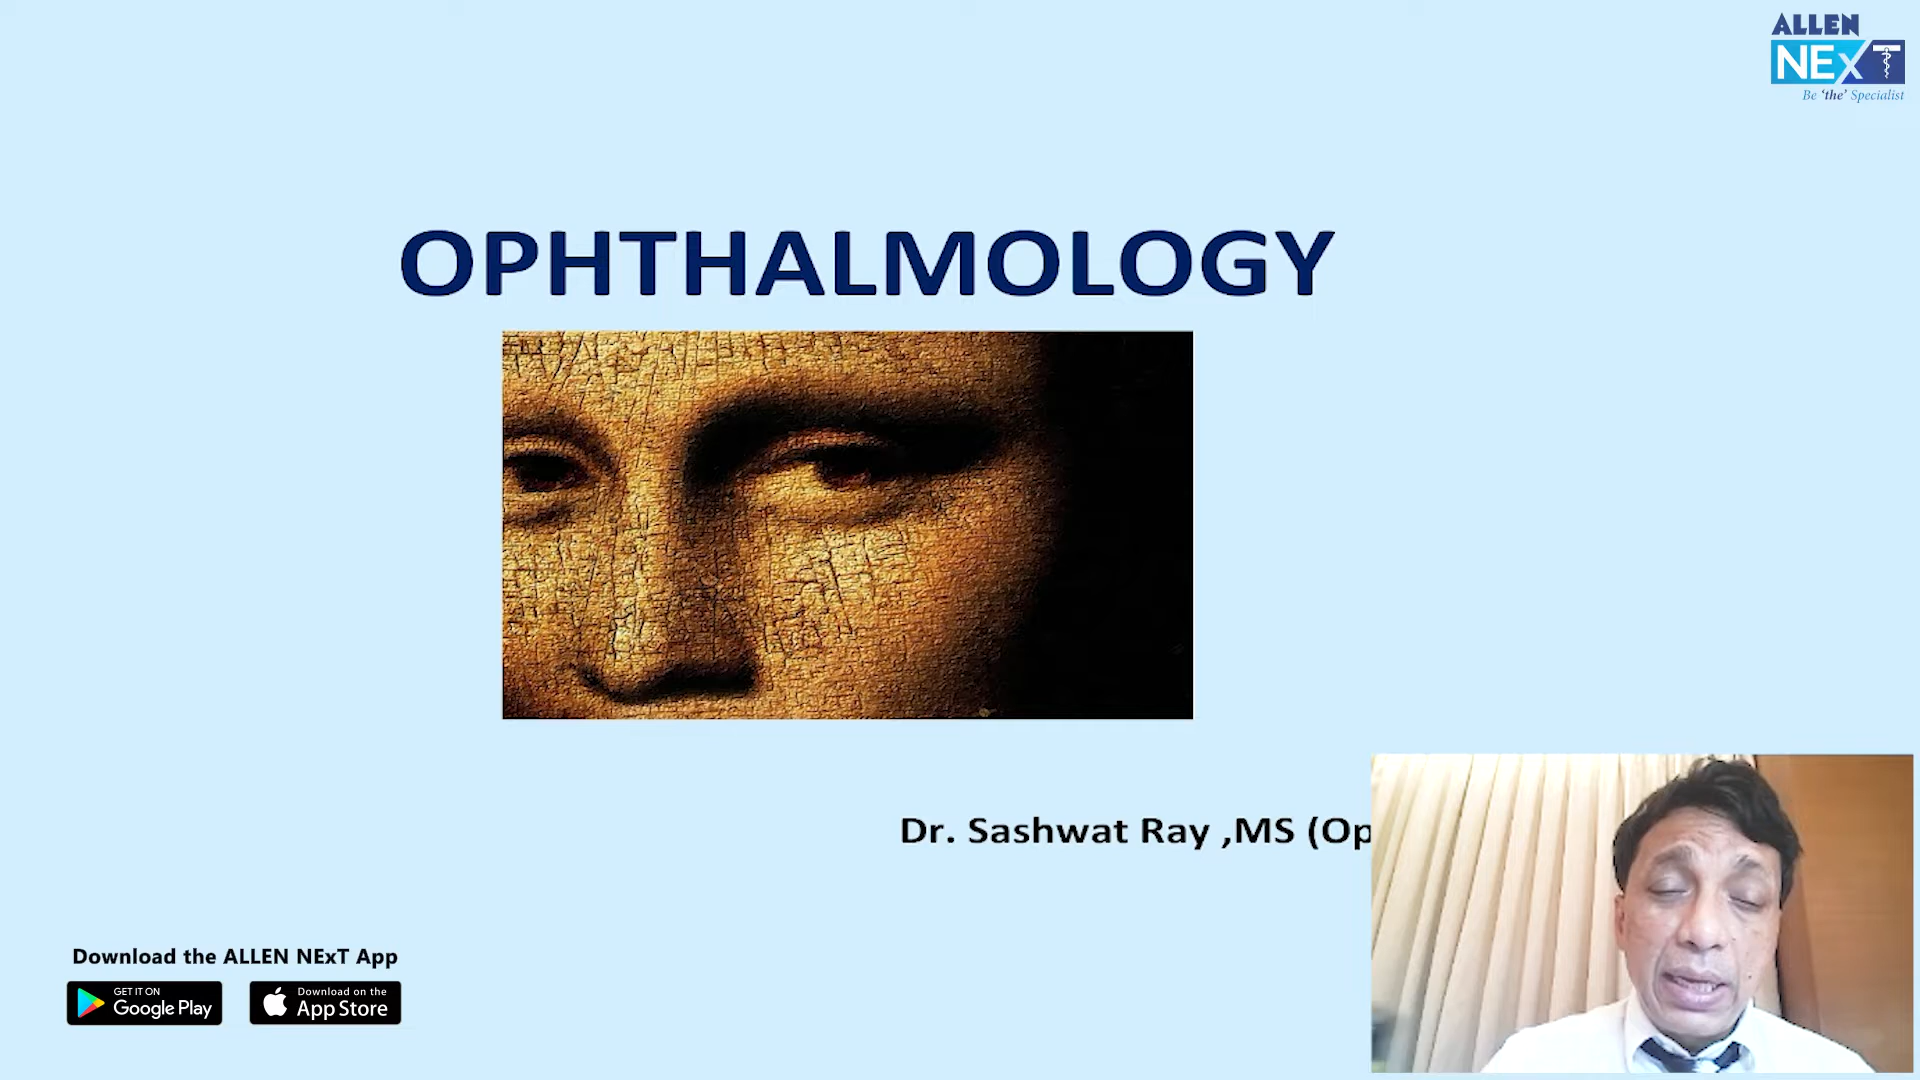 ALLEN
NExT
Be 'the' Specialist
OPHTHALMOLOGY
Dr. Sashwat Ray ,MS (Op
Download the ALLEN NExT App
GET IT ON
Google Play
Download on the
App Store